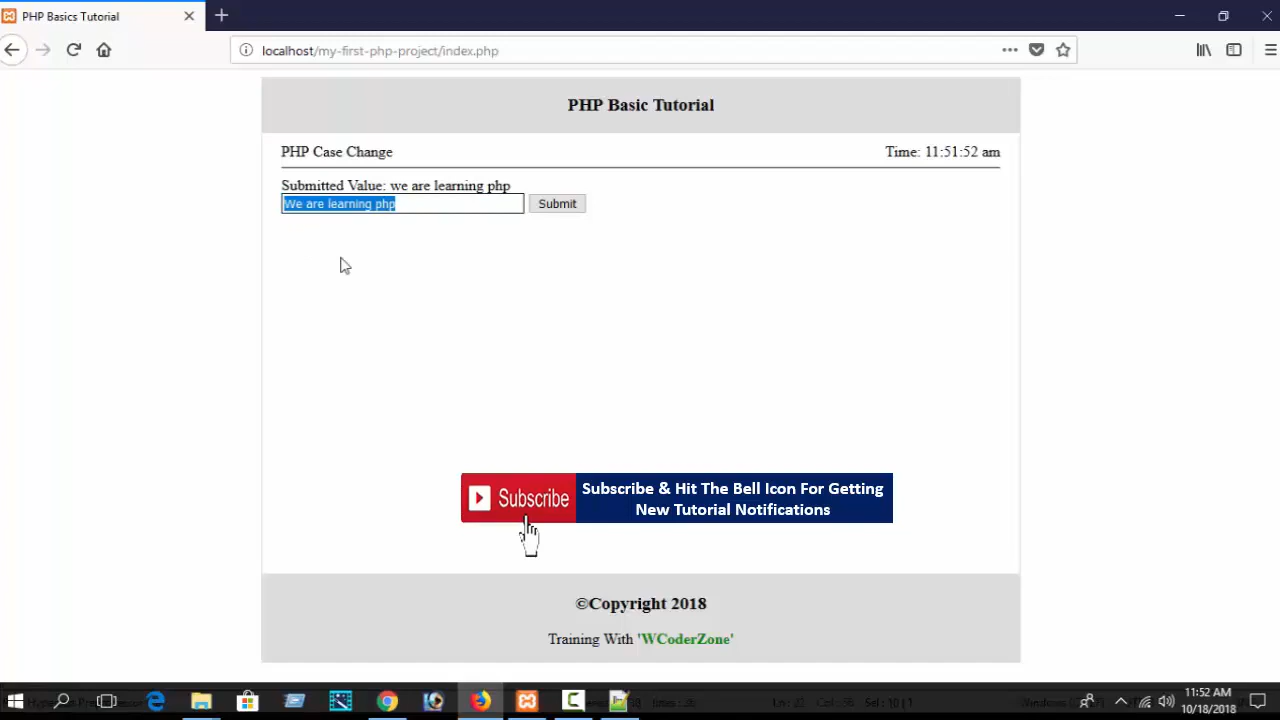 PHP Basics Tutorial
localhost/my-first-php-project/index.php
PHP Basic Tutorial
PHP Case Change
Time: 11:51:52 am
Submitted Value: we are learning php
We are learning php
Submit
Subscribe
Subscribe & Hit The Bell Icon For Getting
New Tutorial Notifications
©Copyright 2018
Training With 'WCoderZone'
11:52 AM
10/18/2018